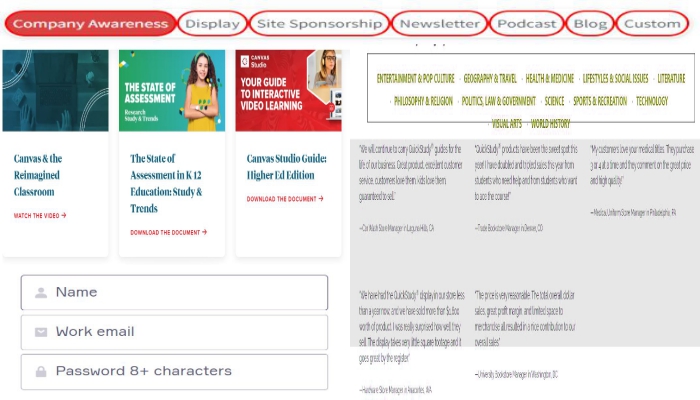 Company Awareness
Display
Site Sponsorship
Newsletter
Podcast
Blog
Custom
THE STATE OF
ASSESSMENT
Research
Study & Trends
CANVAS
Studio
YOUR GUIDE
TO INTERACTIVE
VIDEO LEARNING
Canvas & the
Reimagined
Classroom
WATCH THE VIDEO →
The State of
Assessment in K 12
Education: Study &
Trends
DOWNLOAD THE DOCUMENT →
Canvas Studio Guide:
Higher Ed Edition
DOWNLOAD THE DOCUMENT →
Name
Work email
Password 8+ characters
ENTERTAINMENT & POP CULTURE · GEOGRAPHY & TRAVEL · HEALTH & MEDICINE · LIFESTYLES & SOCIAL ISSUES · LITERATURE
· PHILOSOPHY & RELIGION · POLITICS, LAW & GOVERNMENT · SCIENCE · SPORTS & RECREATION · TECHNOLOGY
· VISUAL ARTS · WORLD HISTORY
"We will continue to carry QuickStudy® guides for the
life of our business. Great product, excellent customer
service, customers love them, kids love them,
guaranteed to sell."
—Car Wash Store Manager in Laguna Hills, CA
"QuickStudy® products have been the sweet spot this
year! I have doubled and tripled sales this year from
students who need help and from students who want
to ace the course!"
—Trade Bookstore Manager in Denver, CO
"My customers love your medical titles. They purchase
3 or 4 at a time and they comment on the great price
and high quality!"
—Medical Uniform Store Manager in Philadelphia, PA
"We have had the QuickStudy® display in our store less
than a year now, and we have sold more than $1,800
worth of product. I was really surprised how well they
sell. The display takes very little square footage and it
goes great by the register."
—Hardware Store Manager in Anacortes, WA
"The price is very reasonable. The total overall dollar
sales, great profit margin, and limited space to
merchandise all resulted in a nice contribution to our
overall sales."
—University Bookstore Manager in Washington, DC